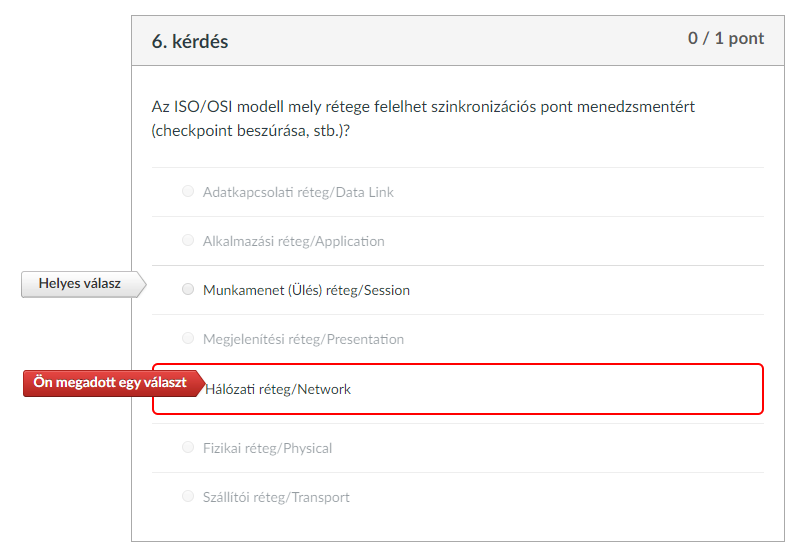 6. kérdés
0 / 1 pont
Az ISO/OSI modell mely rétege felelhet szinkronizációs pont menedzsmentért
(checkpoint beszúrása, stb.)?
Adatkapcsolati réteg/Data Link
Alkalmazási réteg/Application
Helyes válasz
Munkamenet (Ülés) réteg/Session
Megjelenítési réteg/Presentation
Ön megadott egy választ
Hálózati réteg/Network
Fizikai réteg/Physical
Szállítói réteg/Transport